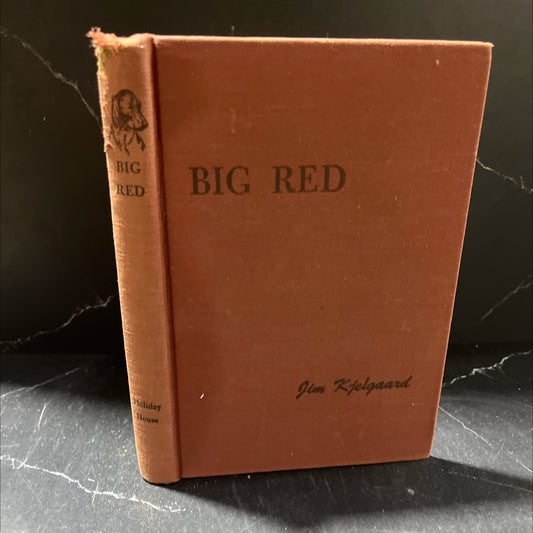 BIG
RED
Holiday
House
BIG RED
Jim Kjelgaard